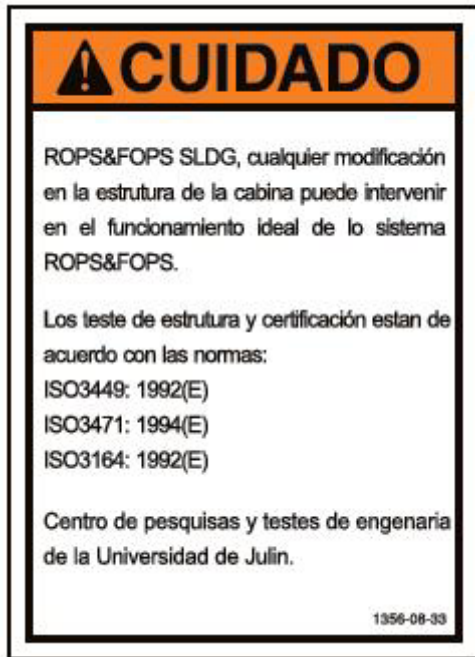 CUIDADO
ROPS&FOPS SLDG, cualquier modificación
en la estrutura de la cabina puede intervenir
en el funcionamiento ideal de lo sistema
ROPS&FOPS.
Los teste de estrutura y certificación estan de
acuerdo con las normas:
ISO3449: 1992(E)
ISO3471: 1994(E)
ISO3164: 1992(E)
Centro de pesquisas y testes de engenaria
de la Universidad de Julin.
1356-08-33